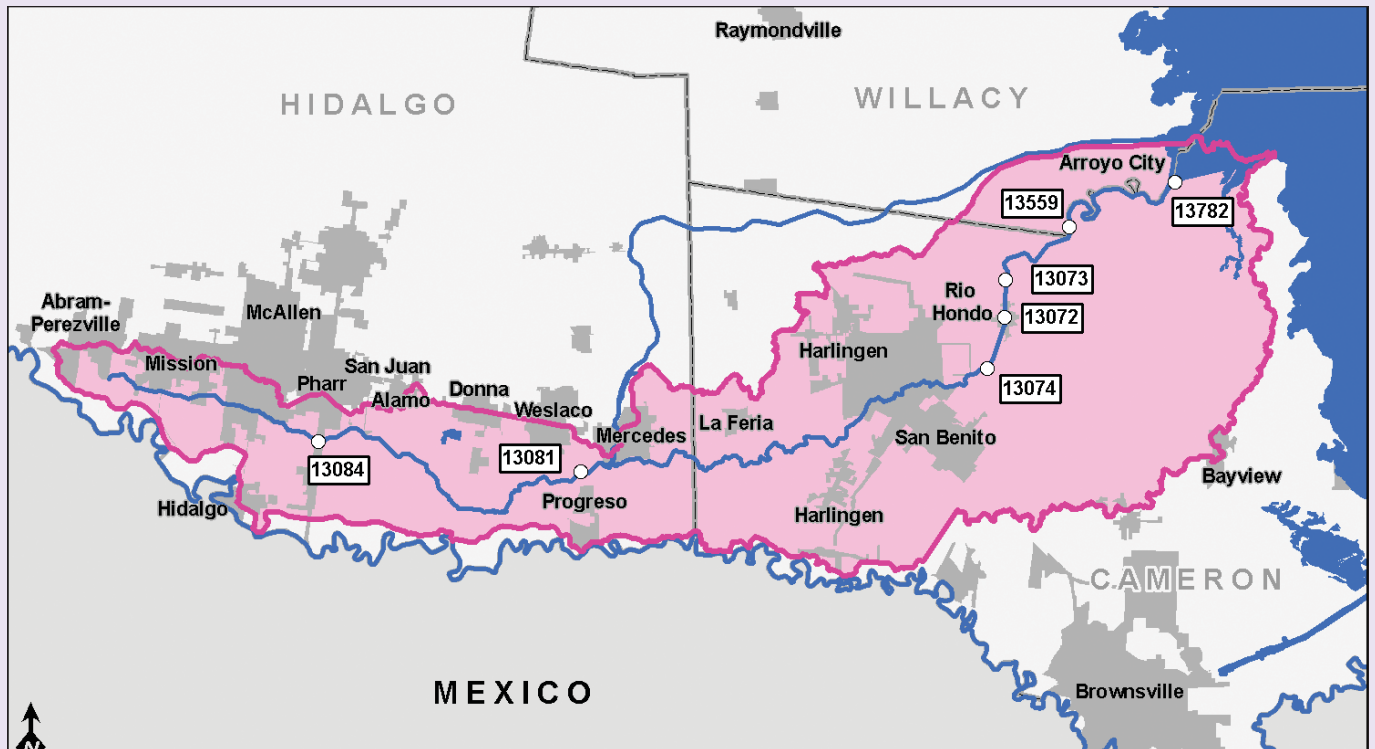 Raymondville
HIDALGO
WILLACY
Arroyo City
13559
13782
13073
Rio
Hondo
13072
Abram-
Perezville
McAllen
Harlingen
Mission
San Juan
Pharr
13074
Donna
Alamo
Weslaco
La Feria
Mercedes
San Benito
13081
13084
Bayview
Progreso
Hidalgo
Harlingen
CAMERON
MEXICO
Brownsville
N